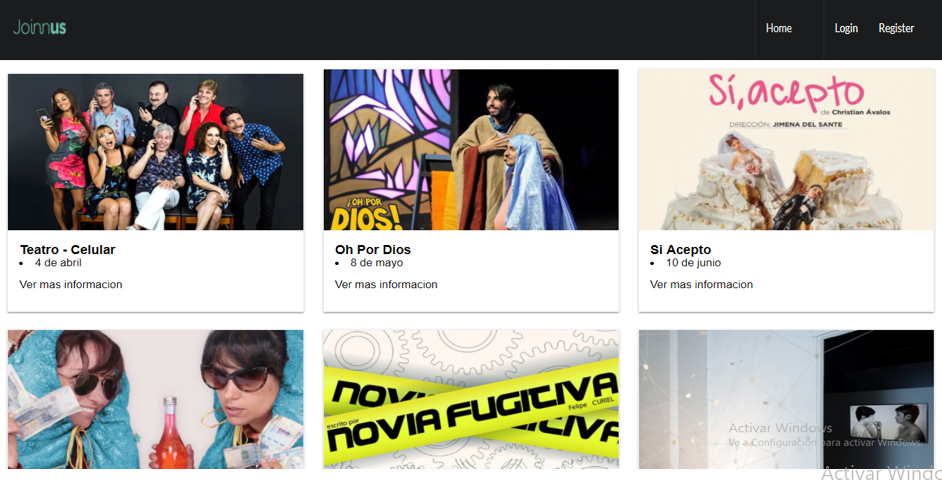 Joinnus
Home
Login
Register
¡OH POR
DIOS!
Sí, acepto
de Christian Ávalos
DIRECCIÓN: JIMENA DEL SANTE
Teatro - Celular
• 4 de abril
Ver mas informacion
Oh Por Dios
• 8 de mayo
Ver mas informacion
Si Acepto
• 10 de junio
Ver mas informacion
NOVIA FUGITIVA
escrito por
NOVIA FUGITIVA
Felipe CURIEL
Activar Windows
Ve a Configuración para activar Windows.
Activar Windo